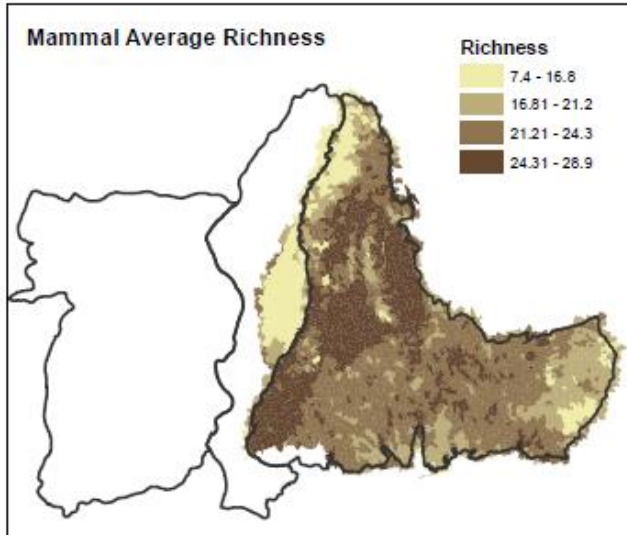 Mammal Average Richness
Richness
7.4 - 16.8
16.81 - 21.2
21.21 - 24.3
24.31 - 28.9